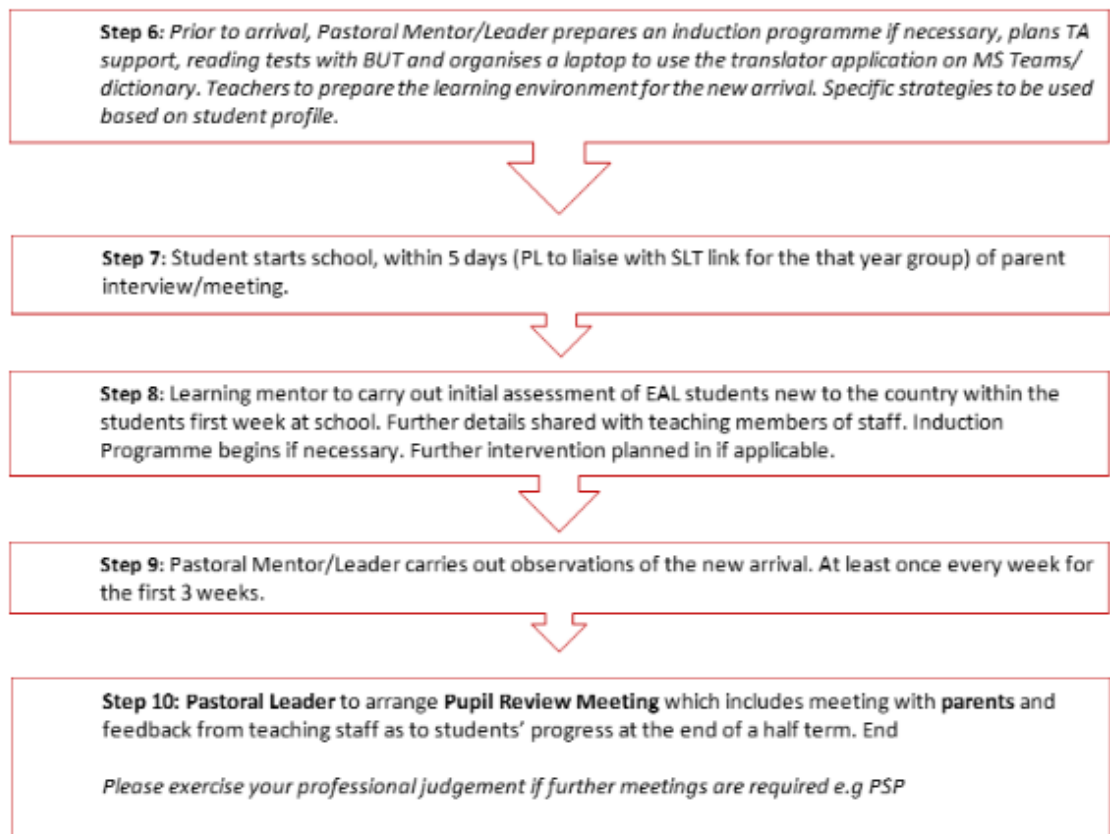 Step 6: Prior to arrival, Pastoral Mentor/Leader prepares an induction programme if necessary, plans TA
support, reading tests with BUT and organises a laptop to use the translator application on MS Teams/
dictionary. Teachers to prepare the learning environment for the new arrival. Specific strategies to be used
based on student profile.
Step 7: Student starts school, within 5 days (PL to liaise with SLT link for the that year group) of parent
interview/meeting.
Step 8: Learning mentor to carry out initial assessment of EAL students new to the country within the
students first week at school. Further details shared with teaching members of staff. Induction
Programme begins if necessary. Further intervention planned in if applicable.
Step 9: Pastoral Mentor/Leader carries out observations of the new arrival. At least once every week for
the first 3 weeks.
Step 10: Pastoral Leader to arrange Pupil Review Meeting which includes meeting with parents and
feedback from teaching staff as to students' progress at the end of a half term. End
Please exercise your professional judgement if further meetings are required e.g PSP